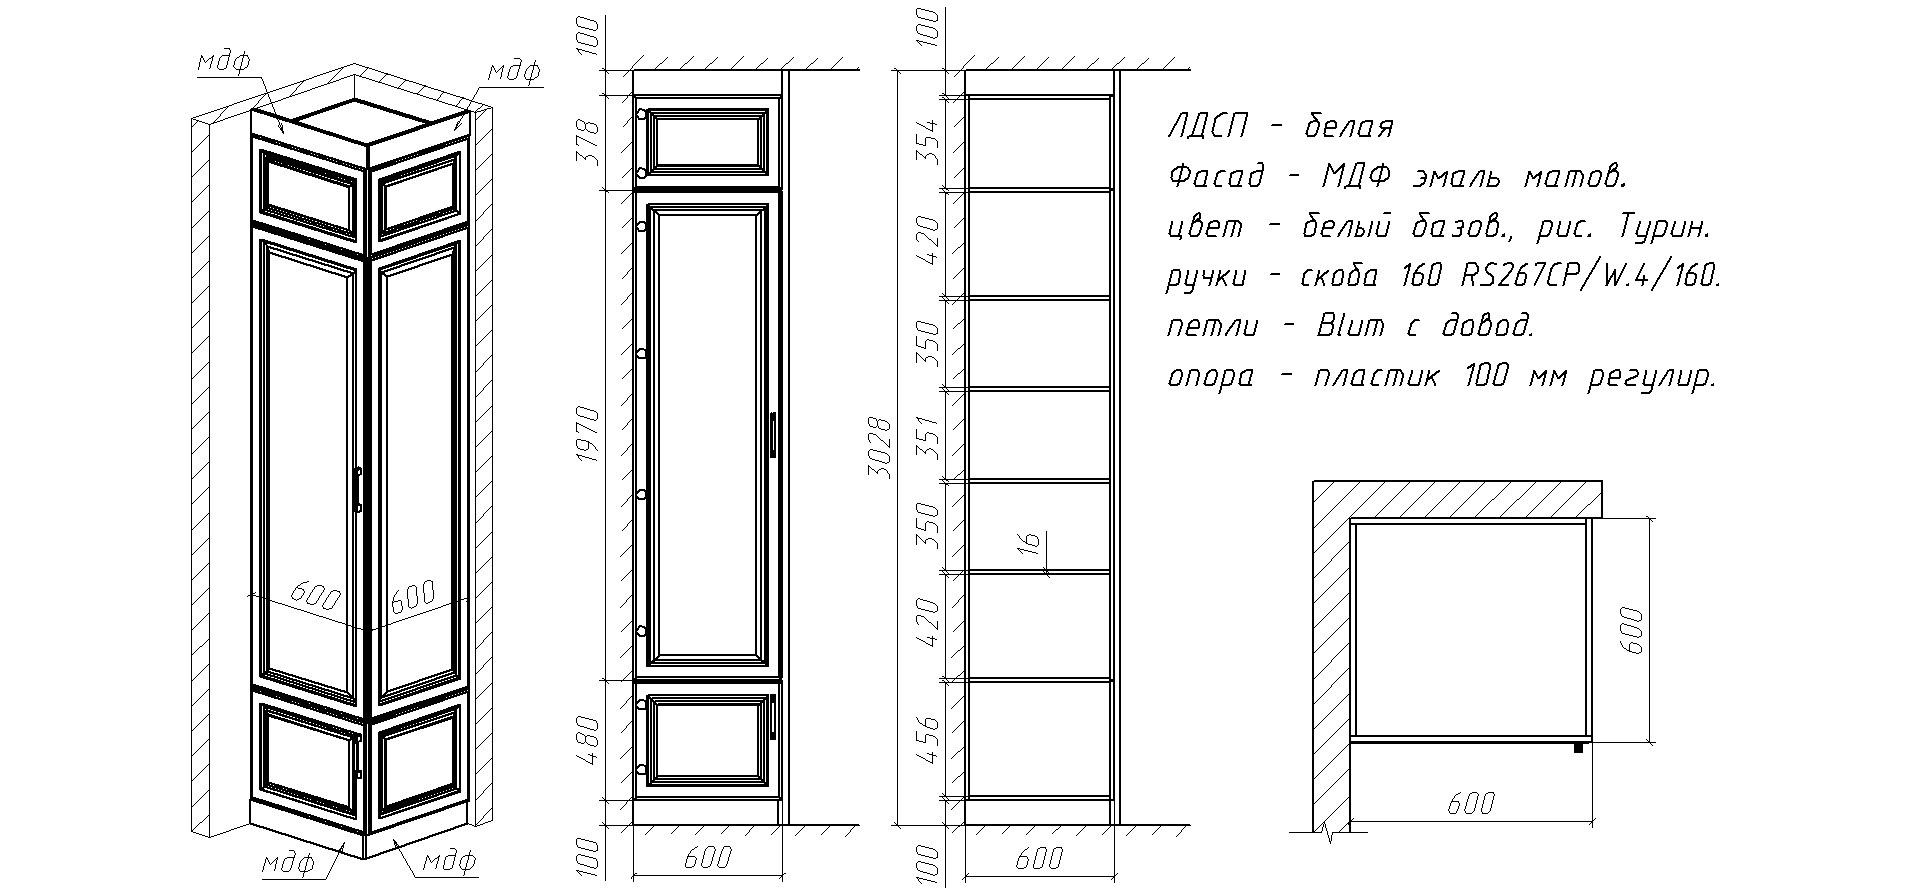 мдф
мдф
600
600
мдф
мдф
100
378
1970
480
100
600
3028
100
354
420
350
351
350
16
420
456
100
600
ЛДСП - белая
Фасад - МДФ эмаль матов.
цвет - белый базов., рис. Турин.
ручки - скоба 160 RS267CP/W.4/160.
петли - Blum с довод.
опора - пластик 100 мм регулир.
600
600